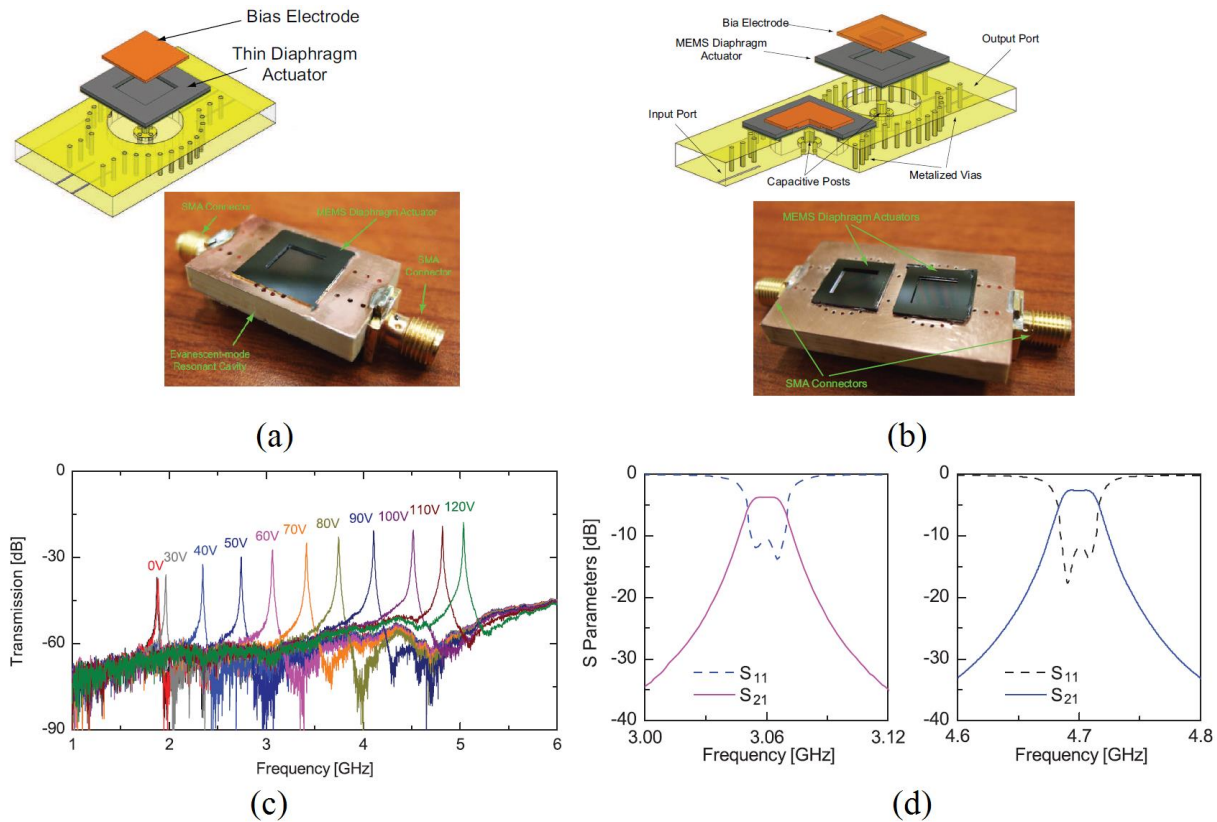 Bias Electrode
Thin Diaphragm
Actuator
SMA Connector
MEMS Diaphragm Actuator
SMA
Connector
Evanescent-mode
Resonant Cavity
(a)
Bia Electrode
MEMS Diaphragm
Actuator
Output Port
Input Port
Capacitive Posts
Metalized Vias
MEMS Diaphragm Actuators
SMA Connectors
(b)
0
-30
-60
-90
Transmission [dB]
0V
30V
40V
50V
60V
70V
80V
90V
100V
110V
120V
1
2
3
4
5
6
Frequency [GHz]
(c)
0
-10
-20
-30
-40
S Parameters [dB]
S11
S21
3.00
3.06
3.12
Frequency [GHz]
0
-10
-20
-30
-40
S11
S21
4.6
4.7
4.8
Frequency [GHz]
(d)